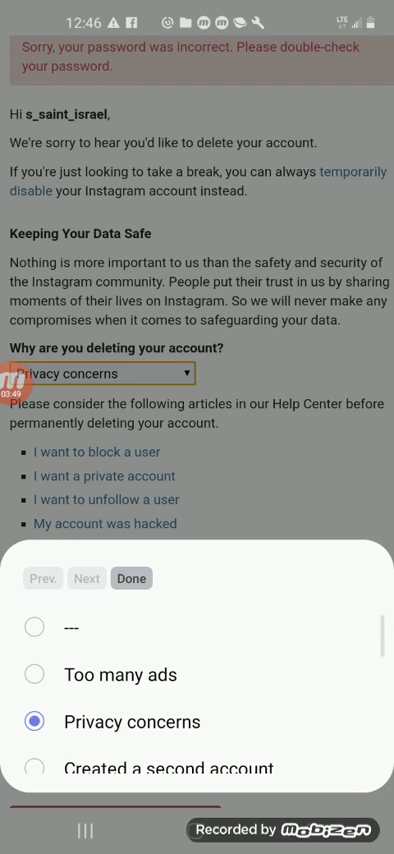 12:46
LTE
Sorry, your password was incorrect. Please double-check
your password.
Hi s_saint_israel,
We're sorry to hear you'd like to delete your account.
If you're just looking to take a break, you can always temporarily
disable your Instagram account instead.
Keeping Your Data Safe
Nothing is more important to us than the safety and security of
the Instagram community. People put their trust in us by sharing
moments of their lives on Instagram. So we will never make any
compromises when it comes to safeguarding your data.
Why are you deleting your account?
Privacy concerns
03:49
Please consider the following articles in our Help Center before
permanently deleting your account.
I want to block a user
I want a private account
I want to unfollow a user
My account was hacked
Prev. Next Done
---
Too many ads
Privacy concerns
Created a second account
Recorded by Mobizen